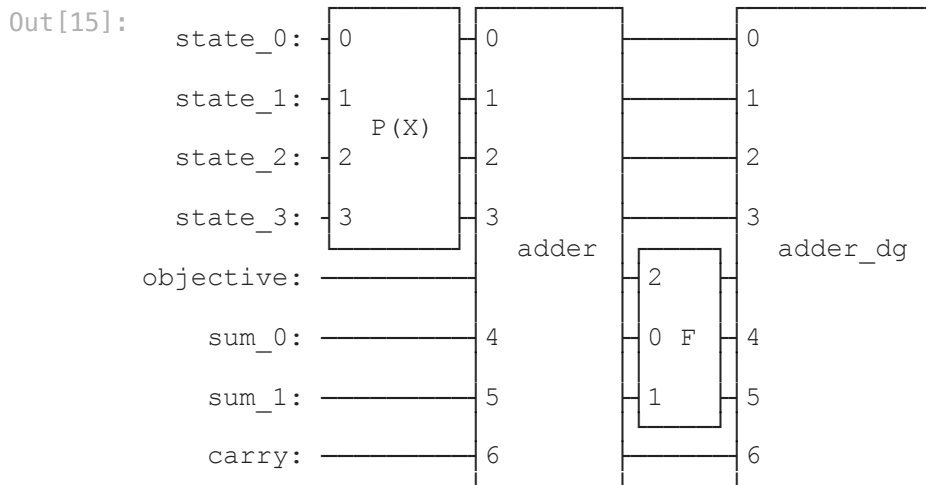 Out[15]:
state_0: 0 0 0
state_1: 1 1 1
P(X)
state_2: 2 2 2
state_3: 3 3 3
adder adder_dg
objective: 2
sum_0: 4 0 F 4
sum_1: 5 1 5
carry: 6 6